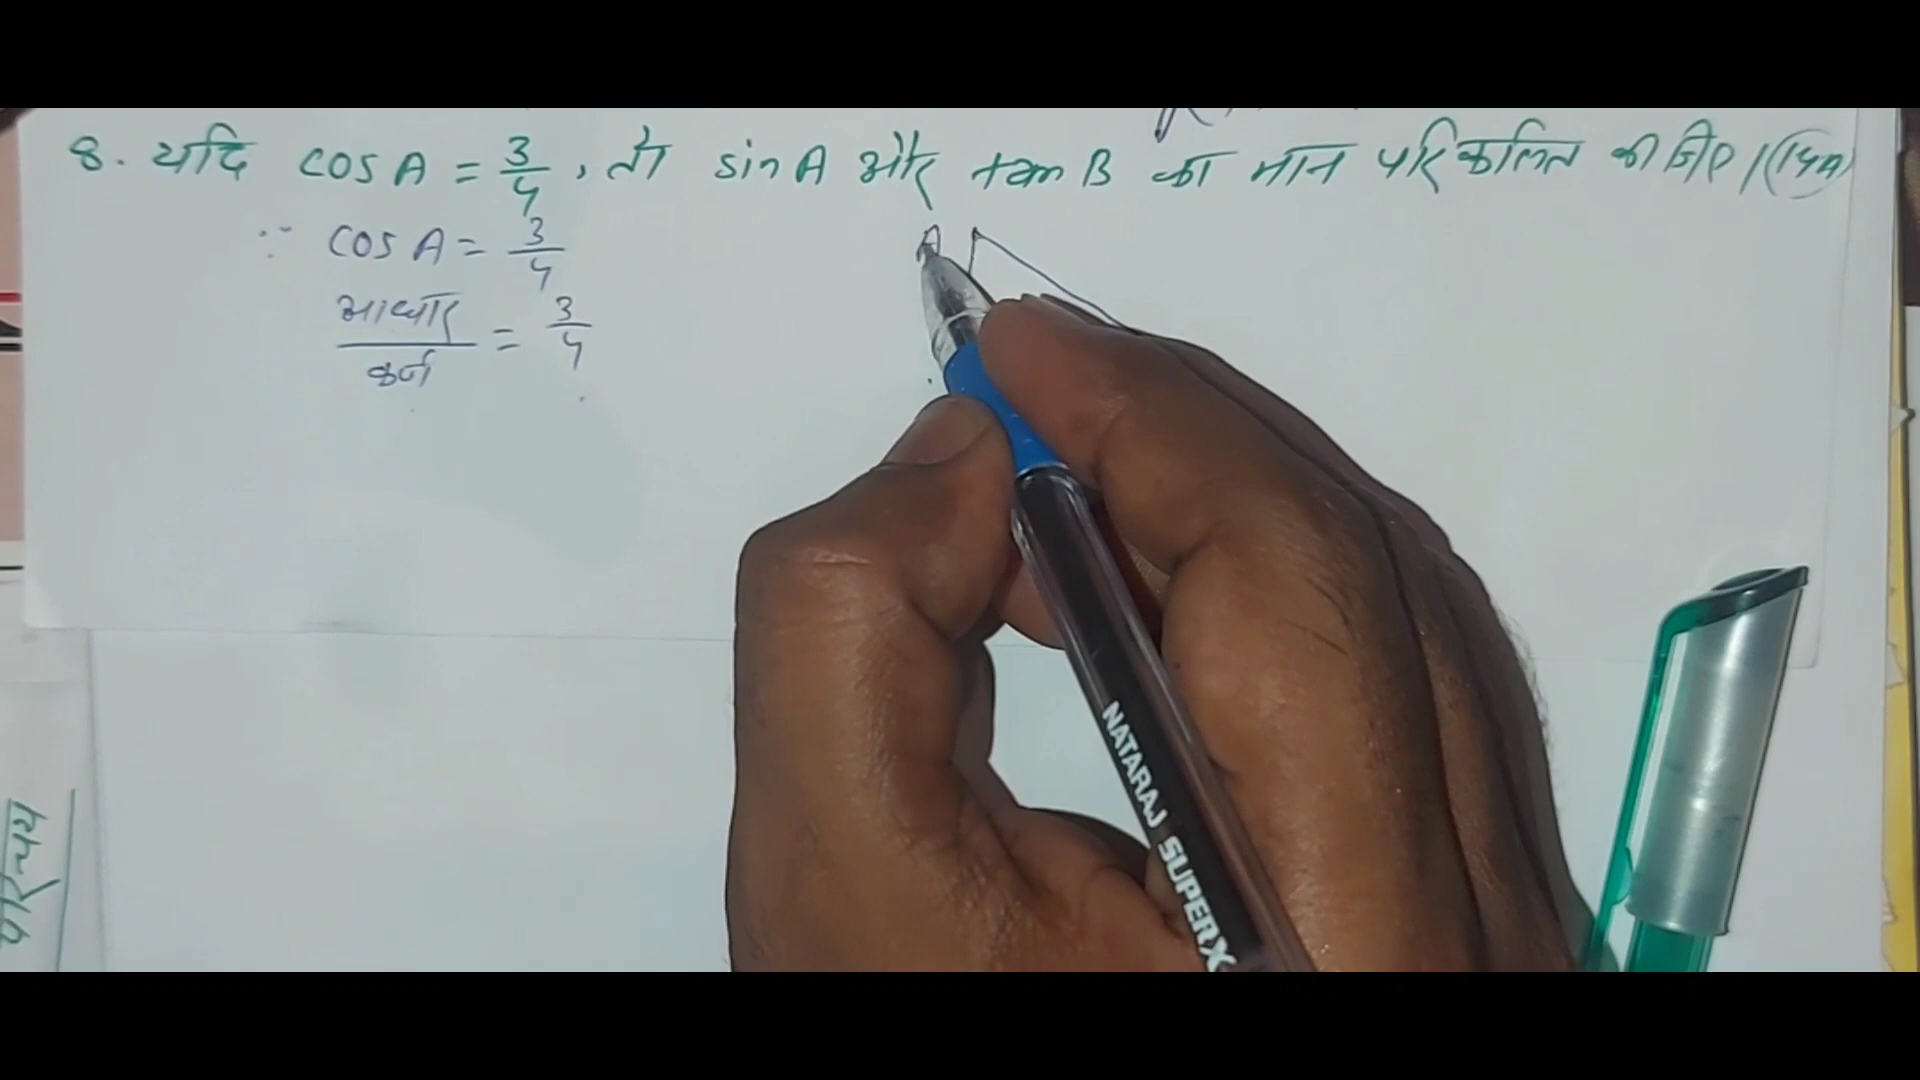 8. यदि cos A = 3/4, तो sin A और tan B का मान परिकलित कीजिए। (14A)
∵ cos A = 3/4
आधार/कर्ण = 3/4
A
NATARAJ SUPERX
परिचय